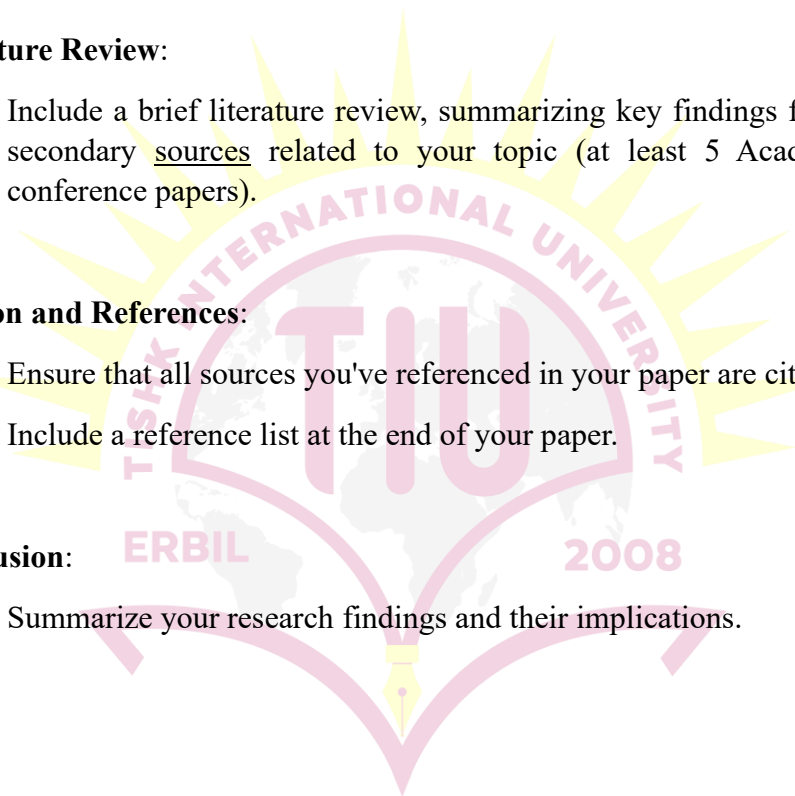 ture Review:
Include a brief literature review, summarizing key findings f
secondary sources related to your topic (at least 5 Acad
conference papers).
on and References:
Ensure that all sources you've referenced in your paper are cit
Include a reference list at the end of your paper.
usion:
Summarize your research findings and their implications.
TISHK INTERNATIONAL UNIVERSITY
TIU
ERBIL 2008